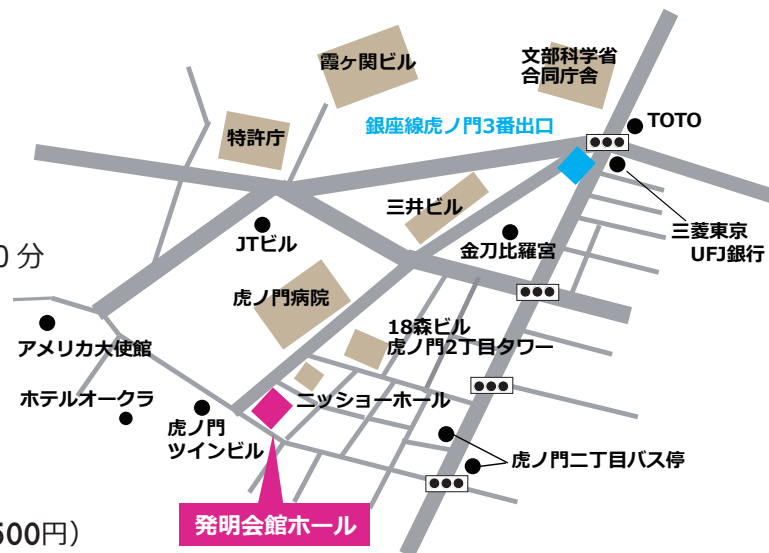 霞ヶ関ビル
文部科学省
合同庁舎
銀座線虎ノ門3番出口
TOTO
特許庁
三井ビル
三菱東京
UFJ銀行
JTビル
金刀比羅宮
0分
虎ノ門病院
18森ビル
虎ノ門2丁目タワー
アメリカ大使館
ホテルオークラ
ニッショーホール
虎ノ門
ツインビル
虎ノ門二丁目バス停
発明会館ホール
500円）